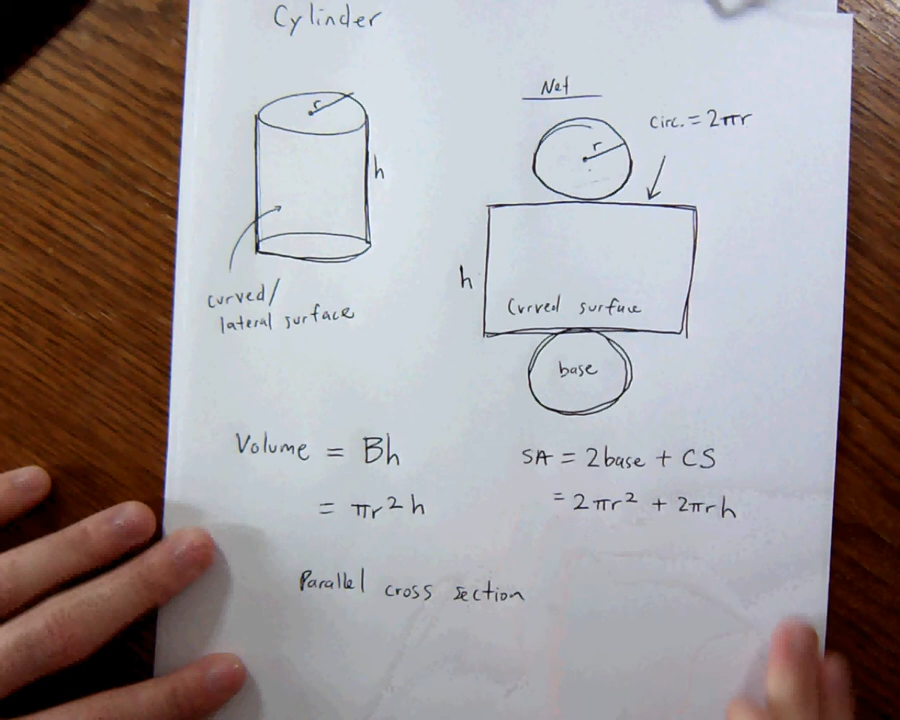 Cylinder
r
h
curved/
lateral surface
Net
circ. = 2πr
r
h
Curved surface
base
Volume = Bh
= πr²h
SA = 2base + CS
= 2πr² + 2πrh
Parallel cross section